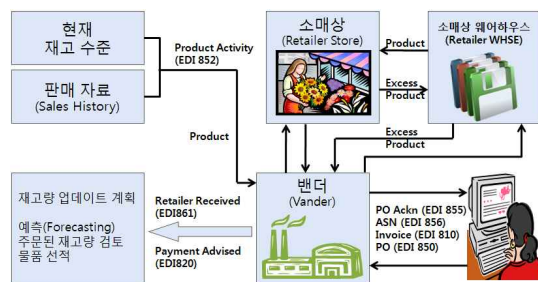 현재
재고 수준
판매 자료
(Sales History)
Product Activity
(EDI 852)
Product
소매상
(Retailer Store)
Product
Excess
Product
소매상 웨어하우스
(Retailer WHSE)
Excess
Product
재고량 업데이트 계획
예측(Forecasting)
주문된 재고량 검토
물품 선적
Retailer Received
(EDI861)
Payment Advised
(EDI820)
밴더
(Vander)
PO Ackn (EDI 855)
ASN (EDI 856)
Invoice (EDI 810)
PO (EDI 850)